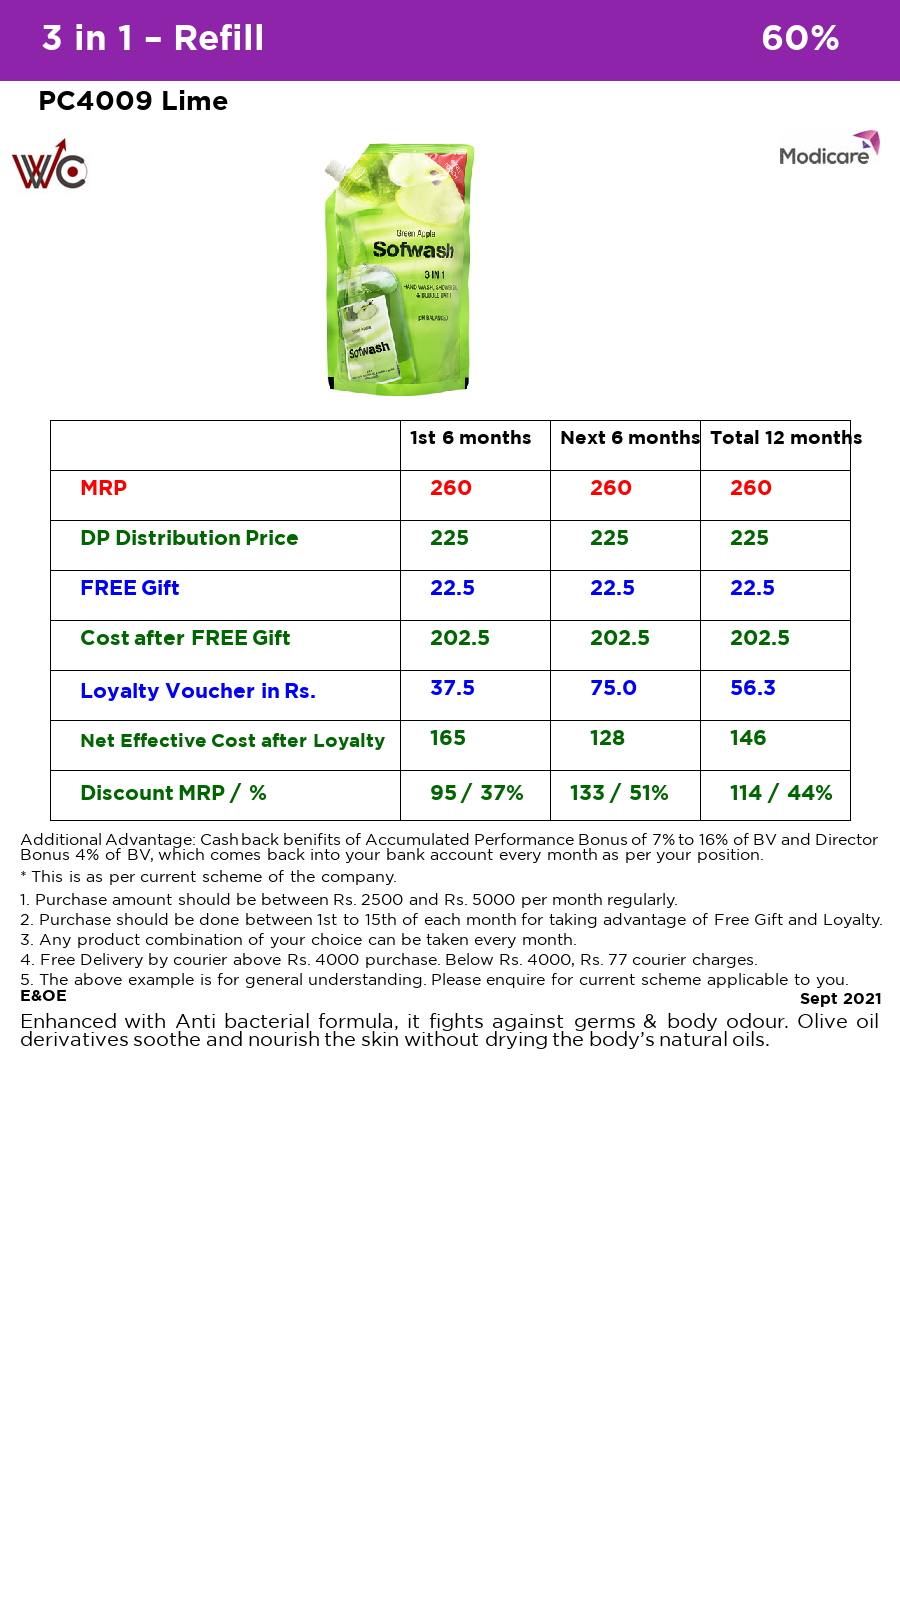 3 in 1 – Refill 60%
PC4009 Lime
WC
Modicare
Green Apple
Sofwash
3 IN 1
HAND WASH, SHOWER GEL
& BUBBLE BATH
pH BALANCED
Sofwash
1st 6 months Next 6 months Total 12 months
MRP 260 260 260
DP Distribution Price 225 225 225
FREE Gift 22.5 22.5 22.5
Cost after FREE Gift 202.5 202.5 202.5
Loyalty Voucher in Rs. 37.5 75.0 56.3
Net Effective Cost after Loyalty 165 128 146
Discount MRP / % 95 / 37% 133 / 51% 114 / 44%
Additional Advantage: Cashback benifits of Accumulated Performance Bonus of 7% to 16% of BV and Director
Bonus 4% of BV, which comes back into your bank account every month as per your position.
* This is as per current scheme of the company.
1. Purchase amount should be between Rs. 2500 and Rs. 5000 per month regularly.
2. Purchase should be done between 1st to 15th of each month for taking advantage of Free Gift and Loyalty.
3. Any product combination of your choice can be taken every month.
4. Free Delivery by courier above Rs. 4000 purchase. Below Rs. 4000, Rs. 77 courier charges.
5. The above example is for general understanding. Please enquire for current scheme applicable to you.
E&OE Sept 2021
Enhanced with Anti bacterial formula, it fights against germs & body odour. Olive oil
derivatives soothe and nourish the skin without drying the body’s natural oils.